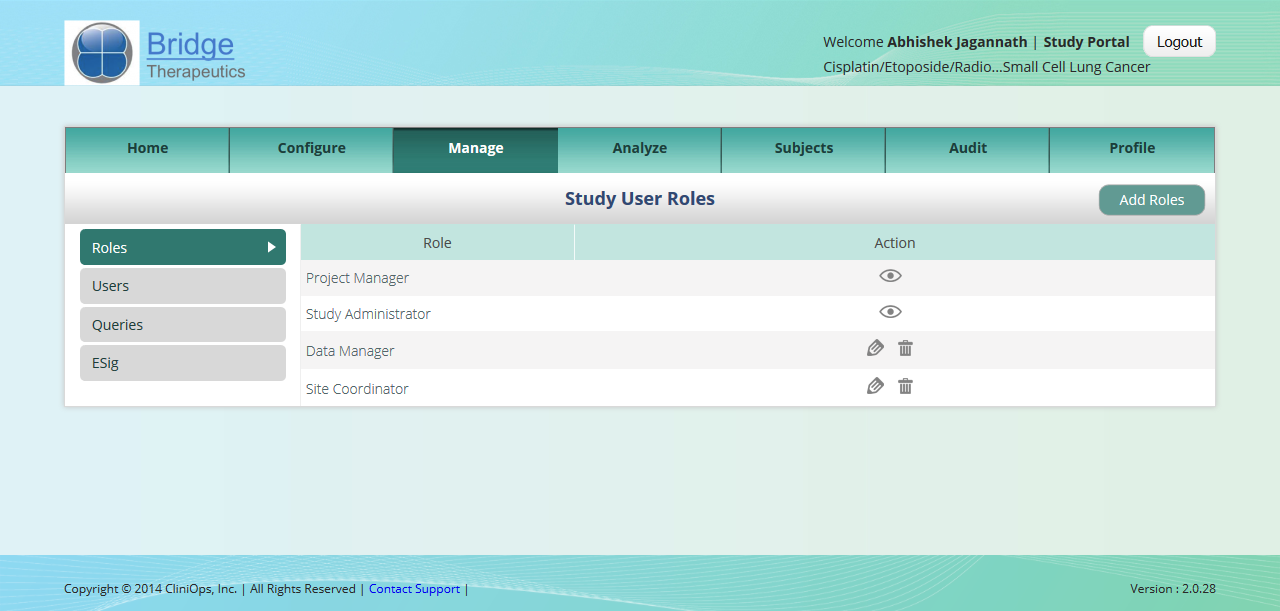 Bridge
Therapeutics
Welcome Abhishek Jagannath | Study Portal
Logout
Cisplatin/Etoposide/Radio...Small Cell Lung Cancer
Home
Configure
Manage
Analyze
Subjects
Audit
Profile
Study User Roles
Add Roles
Roles
Users
Queries
ESig
Role
Action
Project Manager
Study Administrator
Data Manager
Site Coordinator
Copyright © 2014 CliniOps, Inc. | All Rights Reserved | Contact Support |
Version : 2.0.28